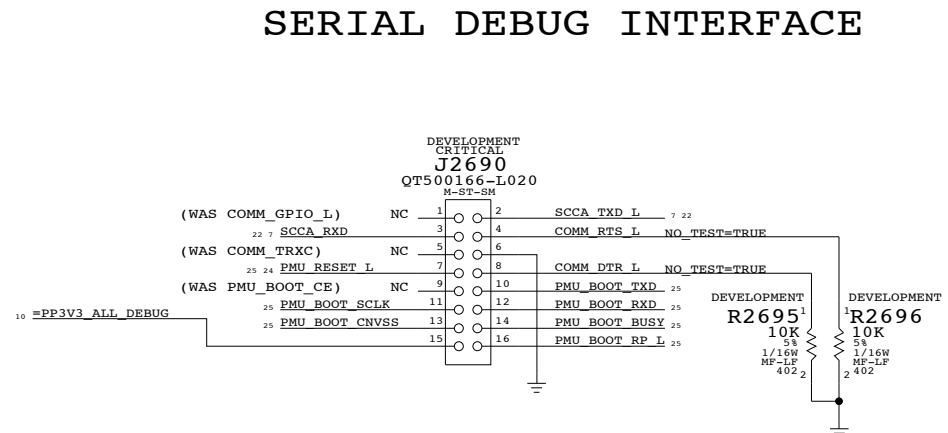 SERIAL DEBUG INTERFACE
DEVELOPMENT
CRITICAL
J2690
QT500166-L020
M-ST-SM
(WAS COMM_GPIO_L) NC 1 2 SCCA_TXD_L 7 22
22 7 SCCA_RXD 3 4 COMM_RTS_L NO_TEST=TRUE
(WAS COMM_TRXC) NC 5 6
25 24 PMU_RESET_L 7 8 COMM_DTR_L NO_TEST=TRUE
(WAS PMU_BOOT_CE) NC 9 10 PMU_BOOT_TXD 25
25 PMU_BOOT_SCLK 11 12 PMU_BOOT_RXD 25
10 =PP3V3_ALL_DEBUG
25 PMU_BOOT_CNVSS 13 14 PMU_BOOT_BUSY 25
15 16 PMU_BOOT_RP_L 25
DEVELOPMENT
R2695 1
10K
5%
1/16W
MF-LF
402 2
DEVELOPMENT
1 R2696
10K
5%
1/16W
MF-LF
2 402